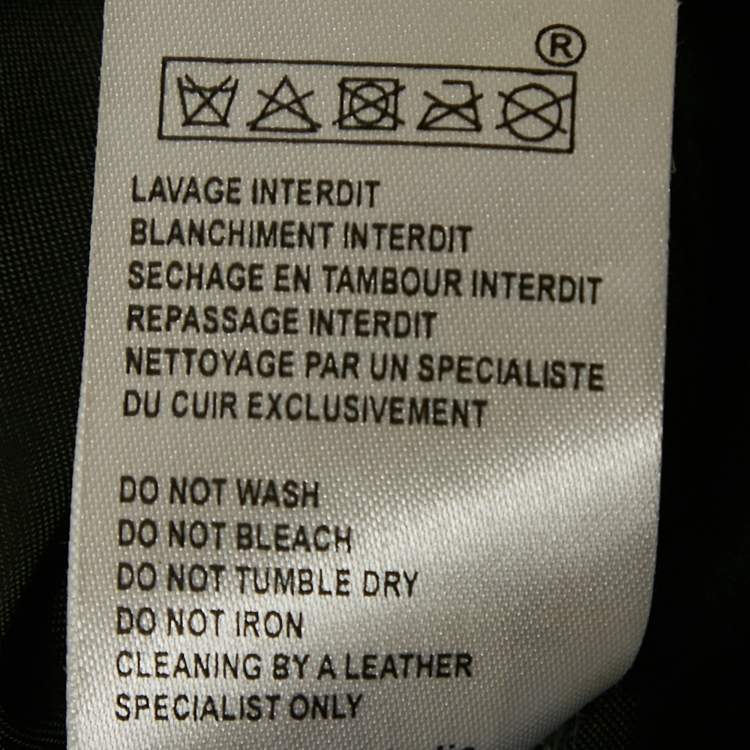 ®
LAVAGE INTERDIT
BLANCHIMENT INTERDIT
SECHAGE EN TAMBOUR INTERDIT
REPASSAGE INTERDIT
NETTOYAGE PAR UN SPECIALISTE
DU CUIR EXCLUSIVEMENT
DO NOT WASH
DO NOT BLEACH
DO NOT TUMBLE DRY
DO NOT IRON
CLEANING BY A LEATHER
SPECIALIST ONLY